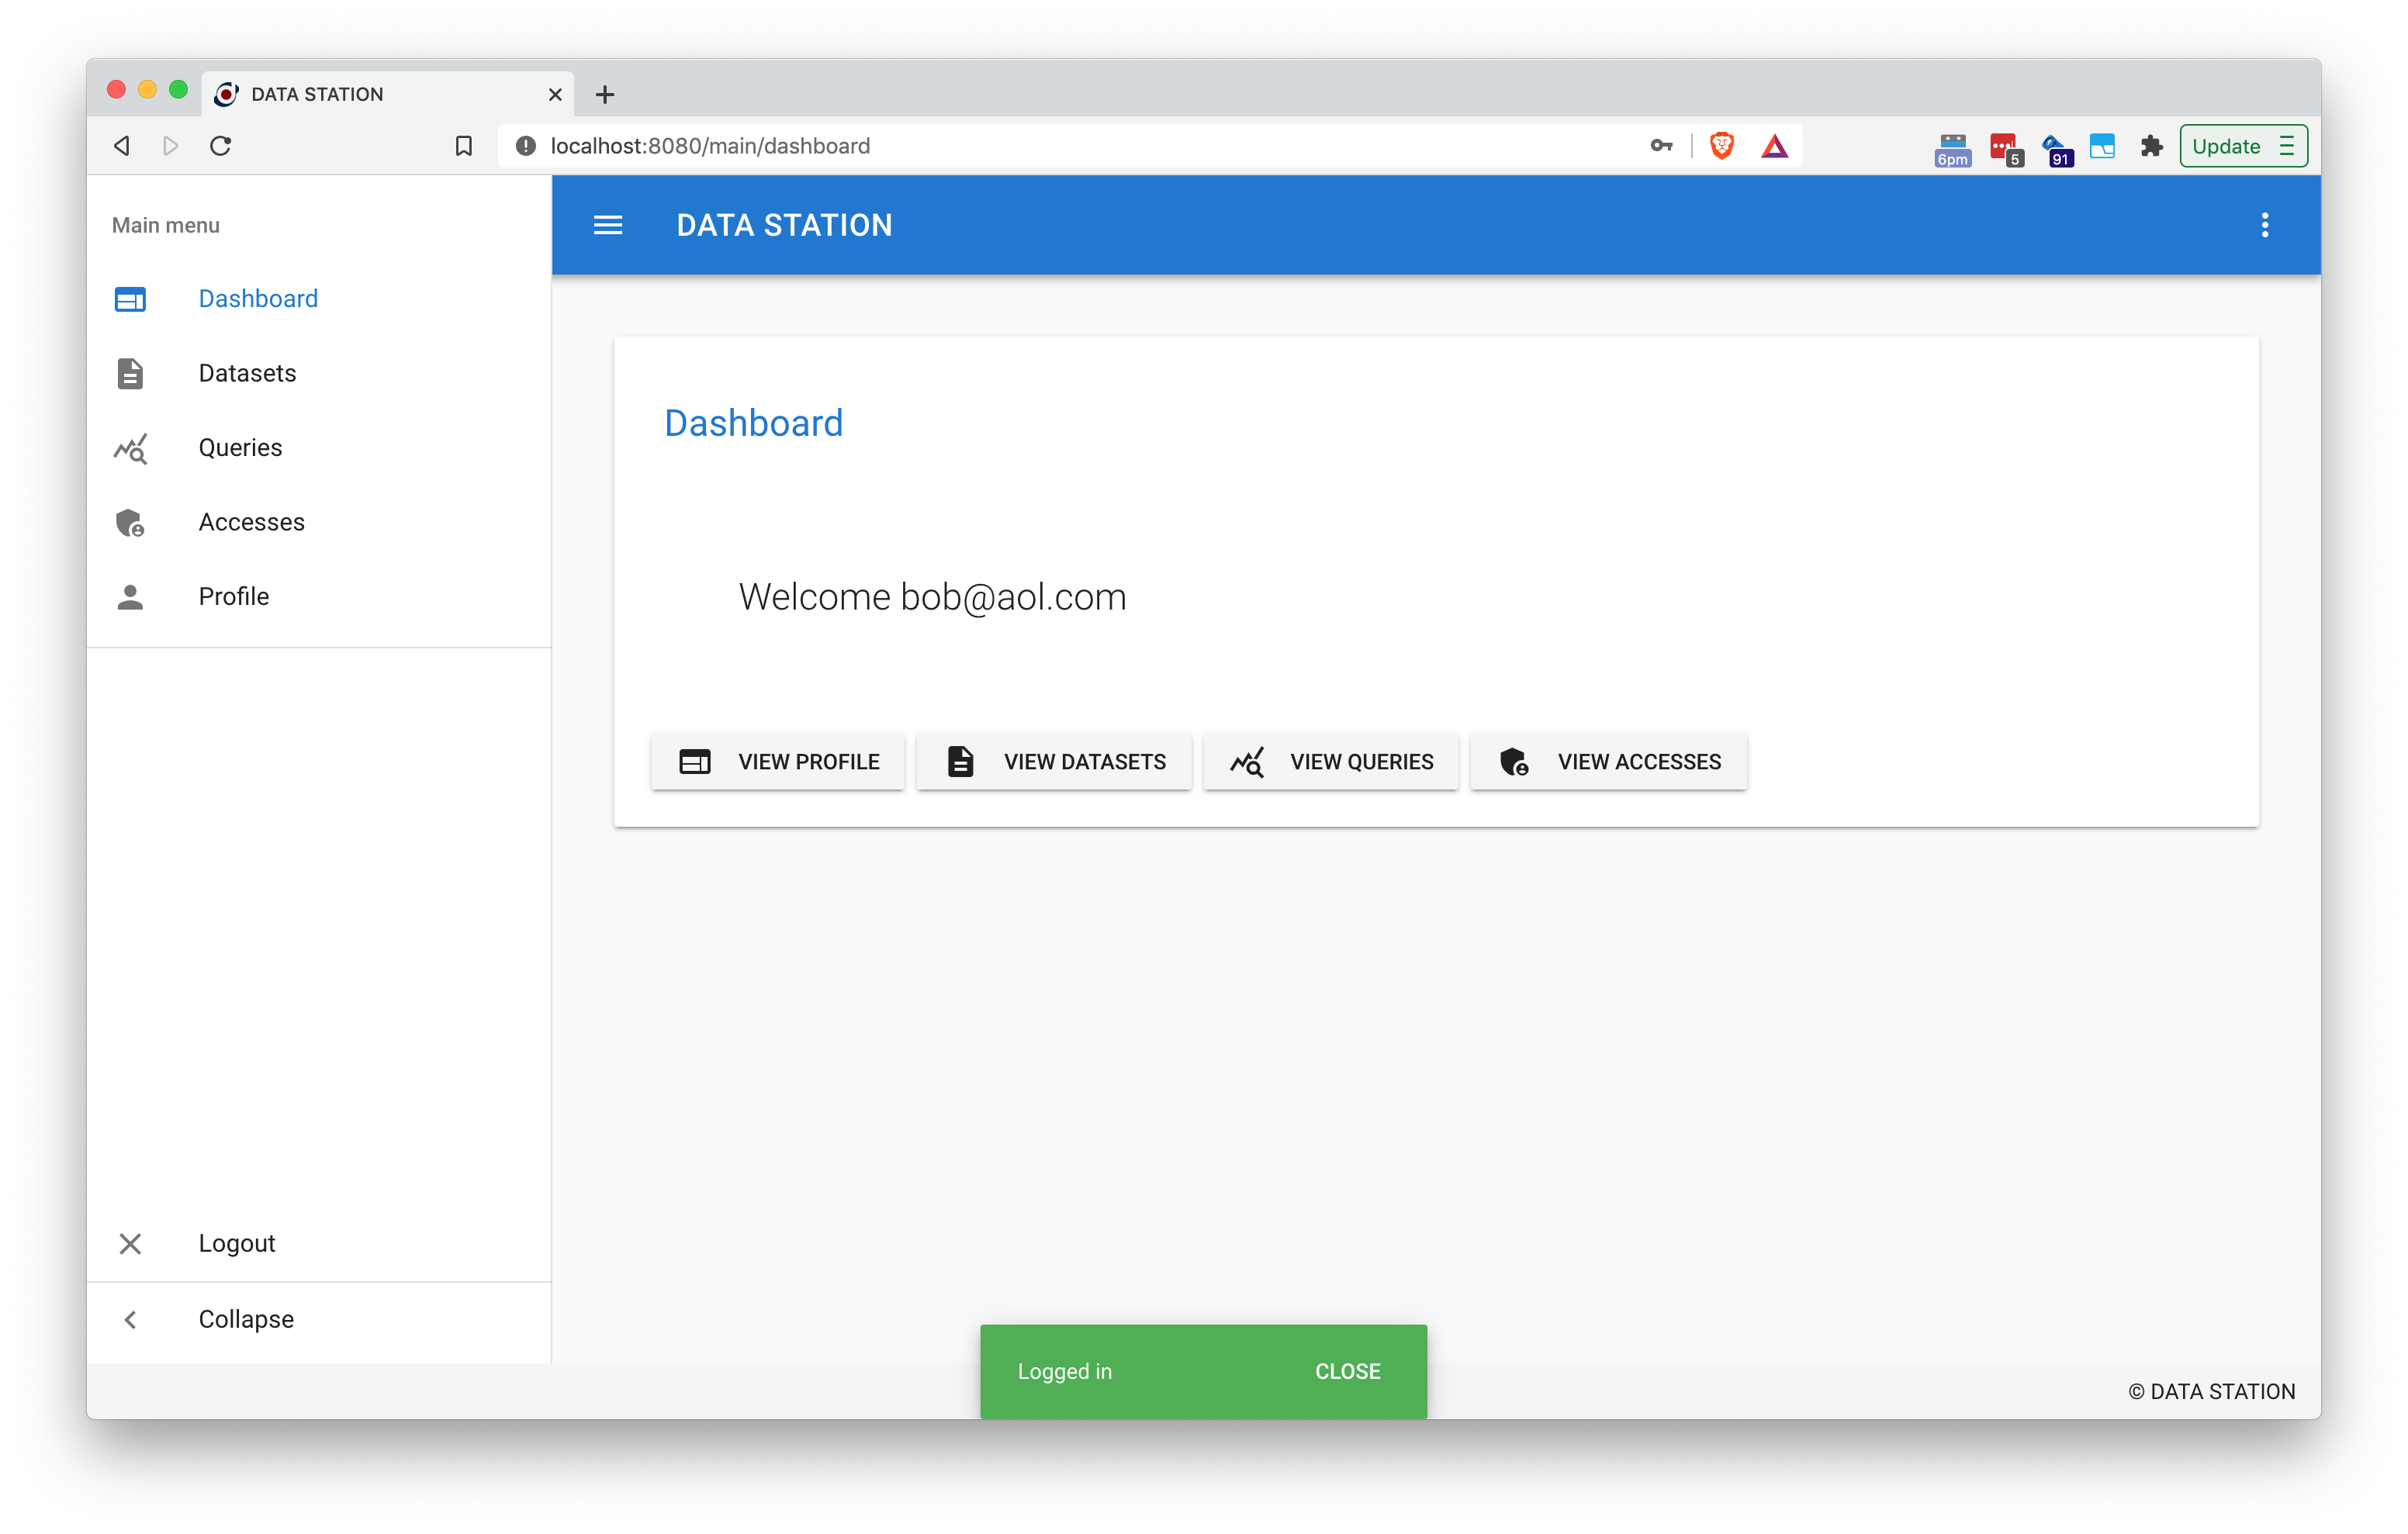 DATA STATION
localhost:8080/main/dashboard
6pm
5
91
Update
Main menu
Dashboard
Datasets
Queries
Accesses
Profile
Logout
Collapse
DATA STATION
Dashboard
Welcome bob@aol.com
VIEW PROFILE
VIEW DATASETS
VIEW QUERIES
VIEW ACCESSES
Logged in
CLOSE
© DATA STATION